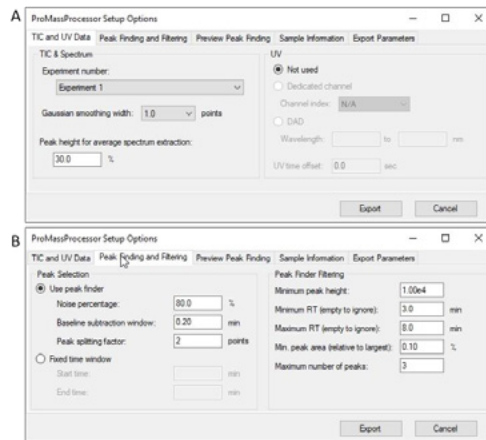 A
ProMassProcessor Setup Options
TIC and UV Data Peak Finding and Filtering Preview Peak Finding Sample Information Export Parameters
TIC & Spectrum
Experiment number:
Experiment 1
Gaussian smoothing width: 1.0 points
Peak height for average spectrum extraction:
30.0 %
UV
Not used
Dedicated channel
Channel index: N/A
DAD
Wavelength: to nm
UV time offset: 0.0 sec
Export Cancel
B
ProMassProcessor Setup Options
TIC and UV Data Peak Finding and Filtering Preview Peak Finding Sample Information Export Parameters
Peak Selection
Use peak finder
Noise percentage: 80.0 %
Baseline subtraction window: 0.20 min
Peak splitting factor: 2 points
Fixed time window
Start time: min
End time: min
Peak Finder Filtering
Minimum peak height: 1.00e4
Minimum RT (empty to ignore): 3.0 min
Maximum RT (empty to ignore): 8.0 min
Min. peak area (relative to largest): 0.10 %
Maximum number of peaks: 3
Export Cancel